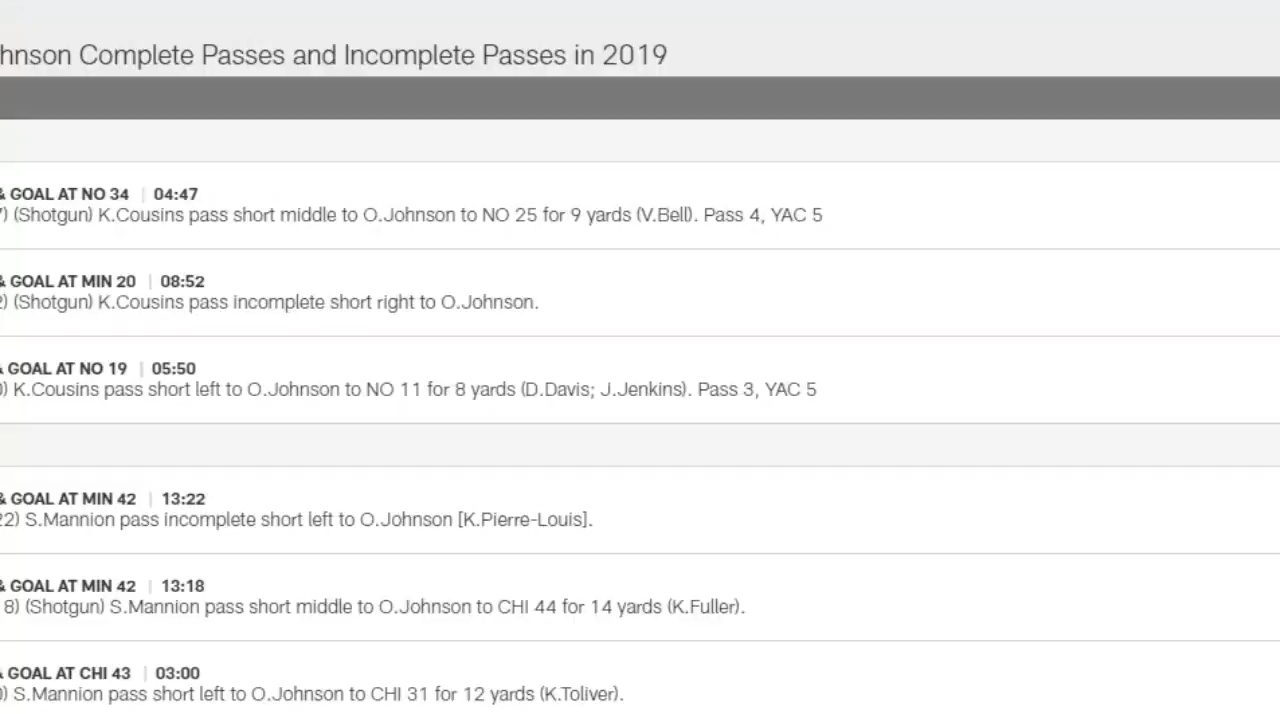 hnson Complete Passes and Incomplete Passes in 2019
& GOAL AT NO 34 | 04:47
7) (Shotgun) K.Cousins pass short middle to O.Johnson to NO 25 for 9 yards (V.Bell). Pass 4, YAC 5
& GOAL AT MIN 20 | 08:52
2) (Shotgun) K.Cousins pass incomplete short right to O.Johnson.
& GOAL AT NO 19 | 05:50
0) K.Cousins pass short left to O.Johnson to NO 11 for 8 yards (D.Davis; J.Jenkins). Pass 3, YAC 5
& GOAL AT MIN 42 | 13:22
22) S.Mannion pass incomplete short left to O.Johnson [K.Pierre-Louis].
& GOAL AT MIN 42 | 13:18
8) (Shotgun) S.Mannion pass short middle to O.Johnson to CHI 44 for 14 yards (K.Fuller).
& GOAL AT CHI 43 | 03:00
0) S.Mannion pass short left to O.Johnson to CHI 31 for 12 yards (K.Toliver).